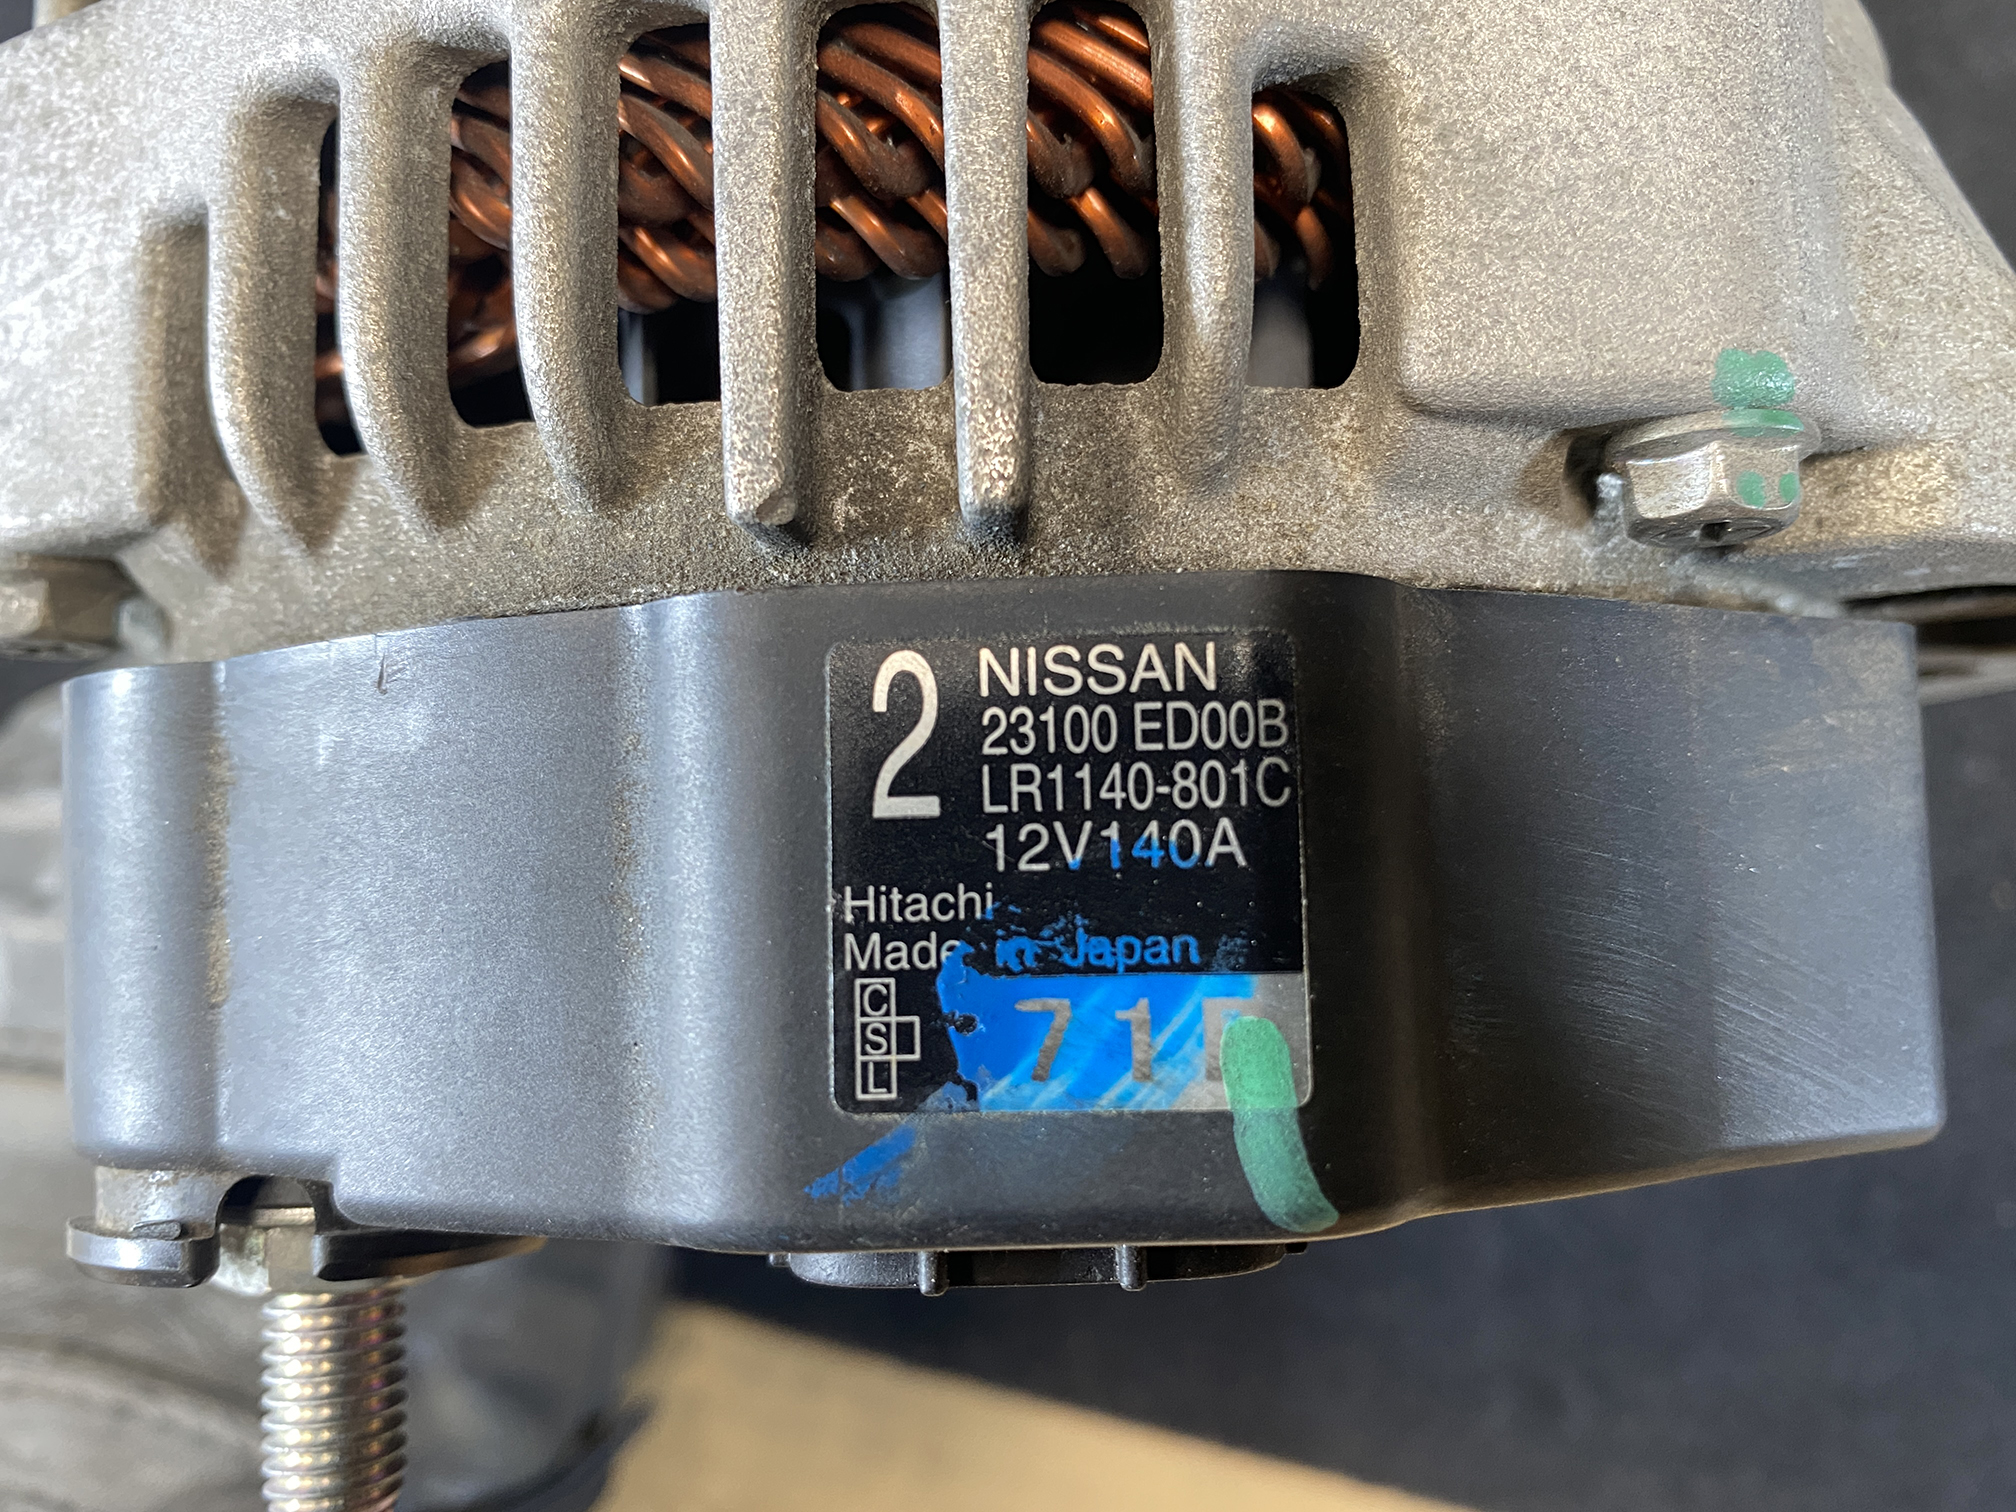 2
NISSAN
23100 ED00B
LR1140-801C
12V140A
Hitachi
Made in Japan
C
S
L
71